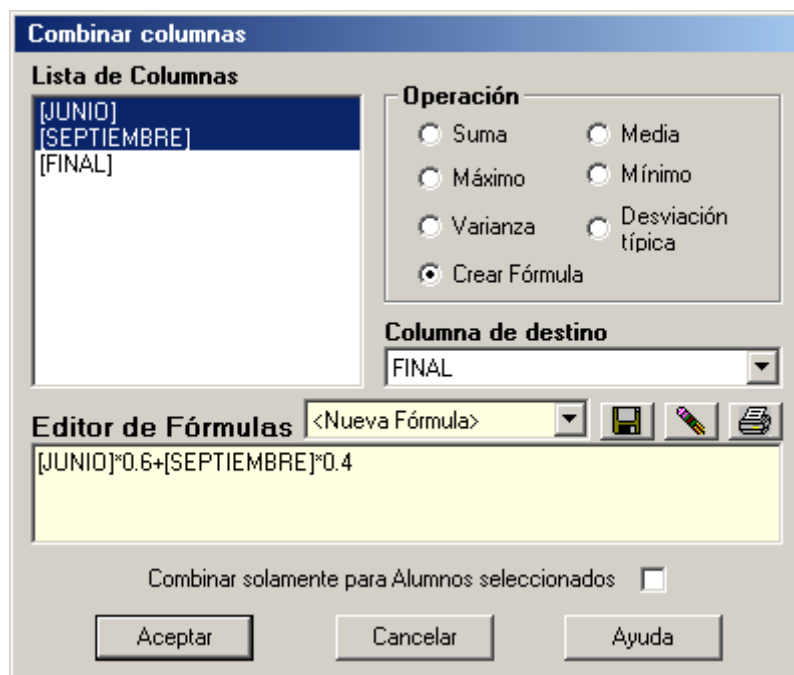 Combinar columnas
Lista de Columnas
[JUNIO]
[SEPTIEMBRE]
[FINAL]
Operación
Suma
Media
Máximo
Mínimo
Varianza
Desviación
típica
Crear Fórmula
Columna de destino
FINAL
Editor de Fórmulas
<Nueva Fórmula>
[JUNIO]*0.6+[SEPTIEMBRE]*0.4
Combinar solamente para Alumnos seleccionados
Aceptar
Cancelar
Ayuda